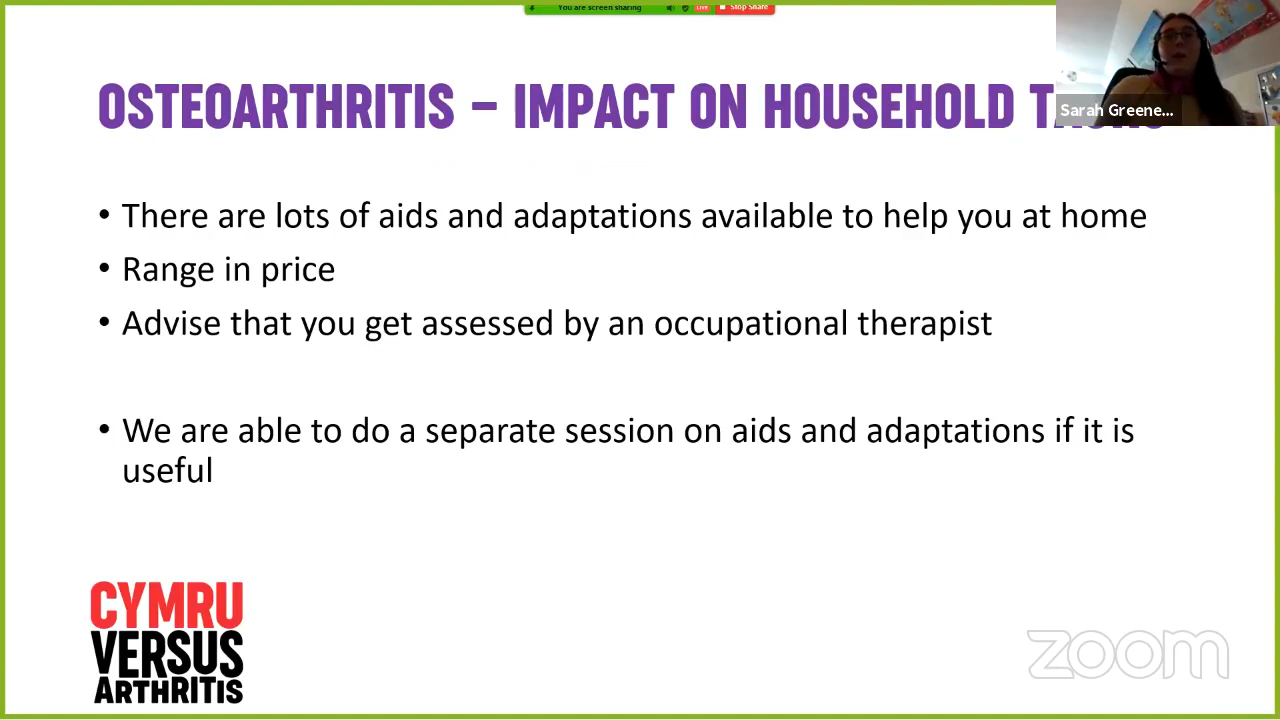 You are screen sharing
LIVE
Stop Share
Sarah Greene...
OSTEOARTHRITIS – IMPACT ON HOUSEHOLD
• There are lots of aids and adaptations available to help you at home
• Range in price
• Advise that you get assessed by an occupational therapist
• We are able to do a separate session on aids and adaptations if it is
useful
CYMRU
VERSUS
ARTHRITIS
zoom